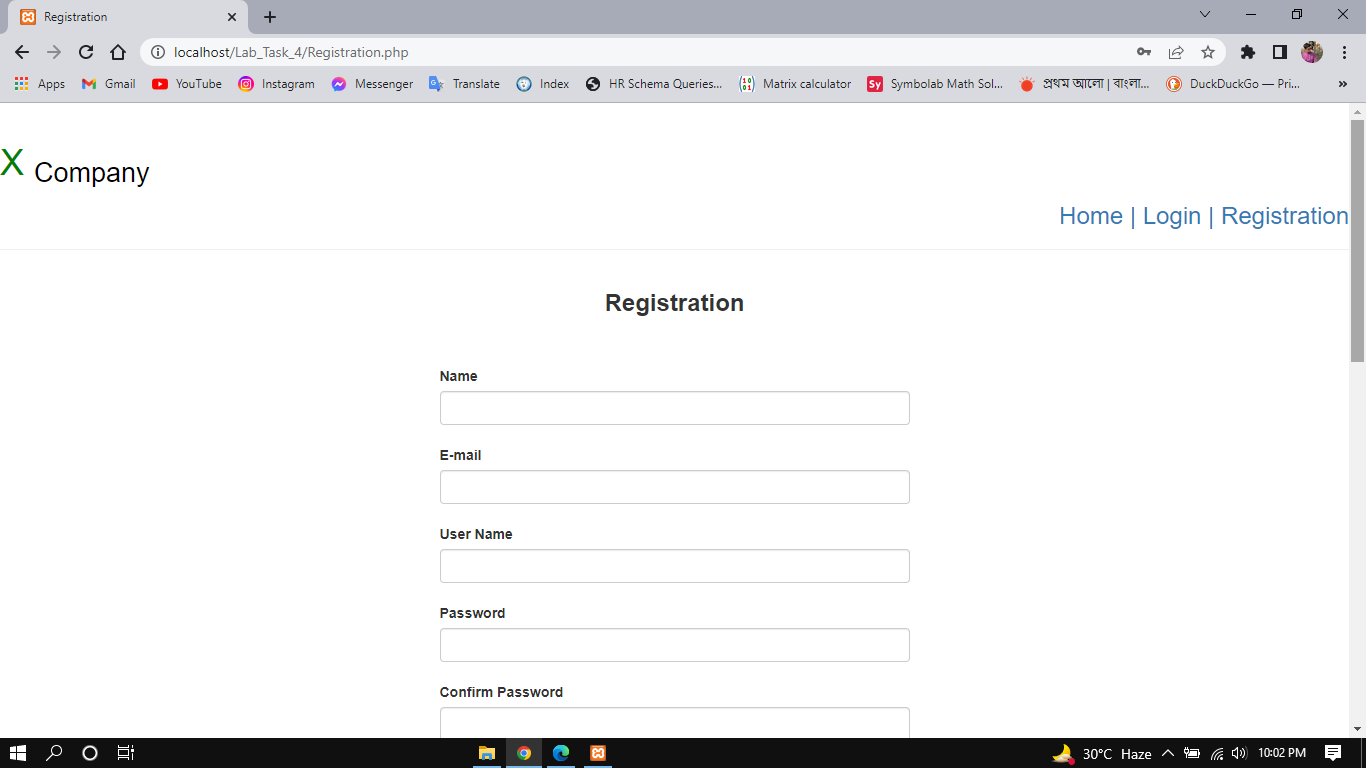 Registration
localhost/Lab_Task_4/Registration.php
Apps Gmail YouTube Instagram Messenger Translate Index HR Schema Queries... Matrix calculator Sy Symbolab Math Sol... প্রথম আলো | বাংলা... DuckDuckGo — Pri... »
X Company
Home | Login | Registration
Registration
Name
E-mail
User Name
Password
Confirm Password
30°C Haze 10:02 PM